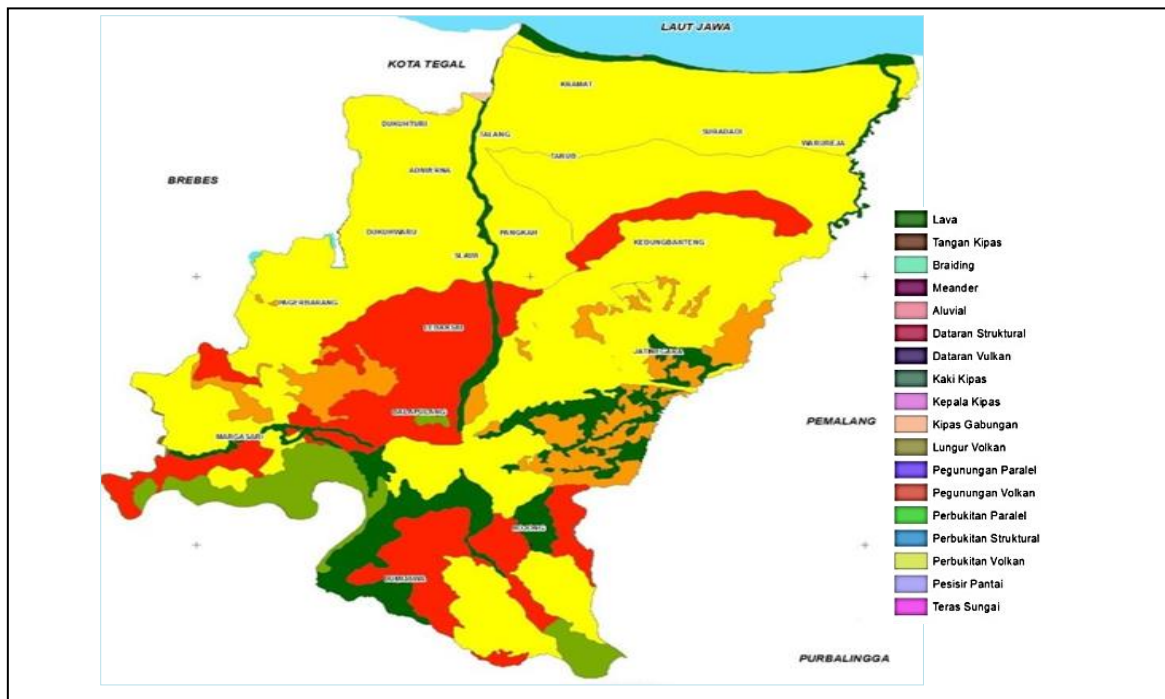 LAUT JAWA
KOTA TEGAL
KRAMAT
DUKUHTURI
TALANG
SURADADI
WARUREJA
TARUB
ADIWERNA
BREBES
DUKUHWARU
PANGKAH
KEDUNGBANTENG
SLAWI
PAGERBARANG
LEBAKSIU
JATINEGARA
BALAPULANG
MARGASARI
PEMALANG
BOJONG
BUMIJAWA
PURBALINGGA
Lava
Tangan Kipas
Braiding
Meander
Aluvial
Dataran Struktural
Dataran Vulkan
Kaki Kipas
Kepala Kipas
Kipas Gabungan
Lungur Volkan
Pegunungan Paralel
Pegunungan Volkan
Perbukitan Paralel
Perbukitan Struktural
Perbukitan Volkan
Pesisir Pantai
Teras Sungai